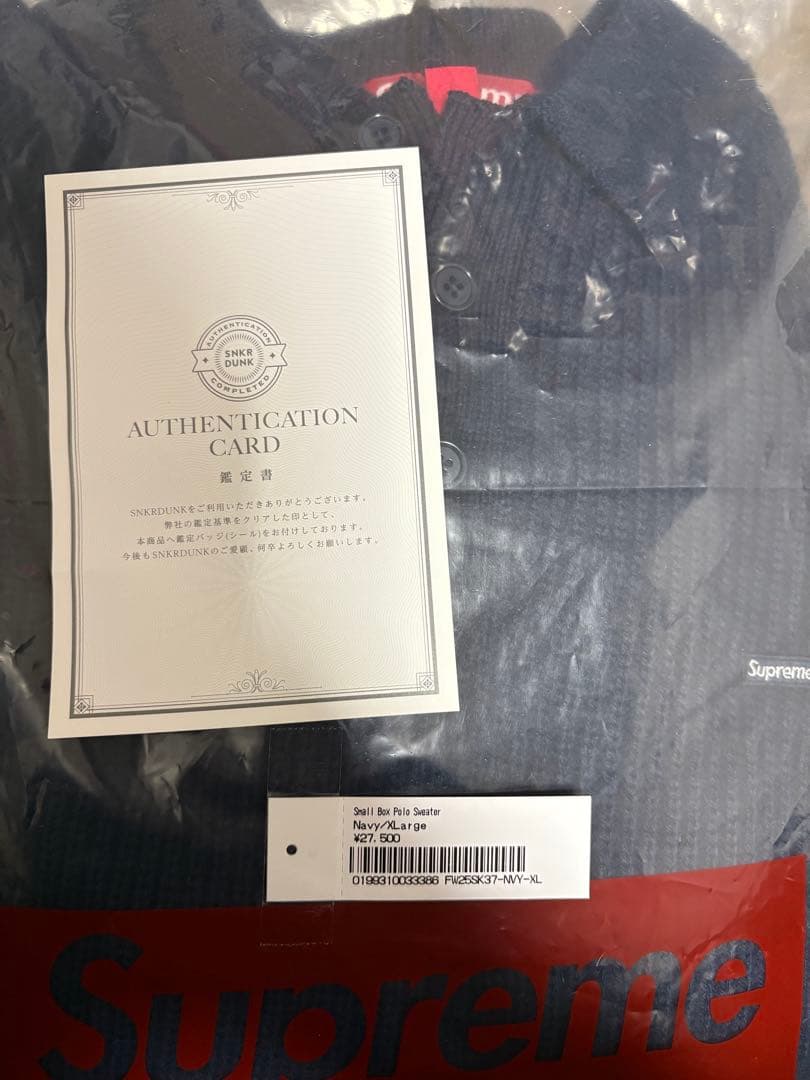 AUTHENTICATION
SNKR
DUNK
COMPLETED
AUTHENTICATION
CARD
鑑定書
SNKRDUNKをご利用いただきありがとうございます。
弊社の鑑定基準をクリアした印として、
本商品へ鑑定バッジ(シール)をお付けしております。
今後もSNKRDUNKのご愛顧、何卒よろしくお願いします。
Supreme
Small Box Polo Sweater
Navy/XLarge
¥27,500
0199310033386 FW25SK37-NVY-XL
Supreme